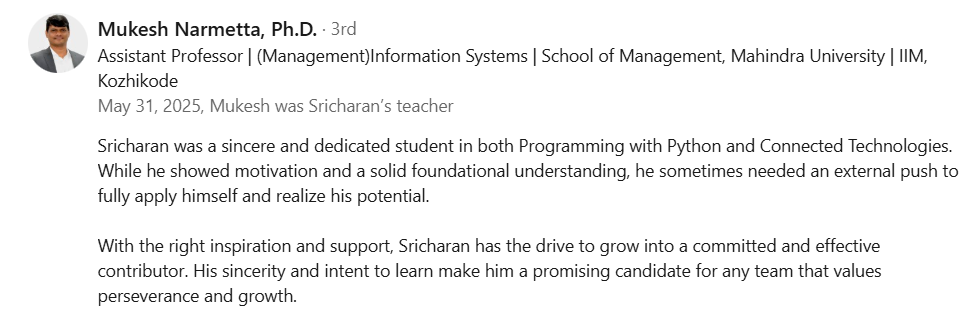 Mukesh Narmetta, Ph.D. · 3rd
Assistant Professor | (Management)Information Systems | School of Management, Mahindra University | IIM,
Kozhikode
May 31, 2025, Mukesh was Sricharan’s teacher
Sricharan was a sincere and dedicated student in both Programming with Python and Connected Technologies.
While he showed motivation and a solid foundational understanding, he sometimes needed an external push to
fully apply himself and realize his potential.
With the right inspiration and support, Sricharan has the drive to grow into a committed and effective
contributor. His sincerity and intent to learn make him a promising candidate for any team that values
perseverance and growth.